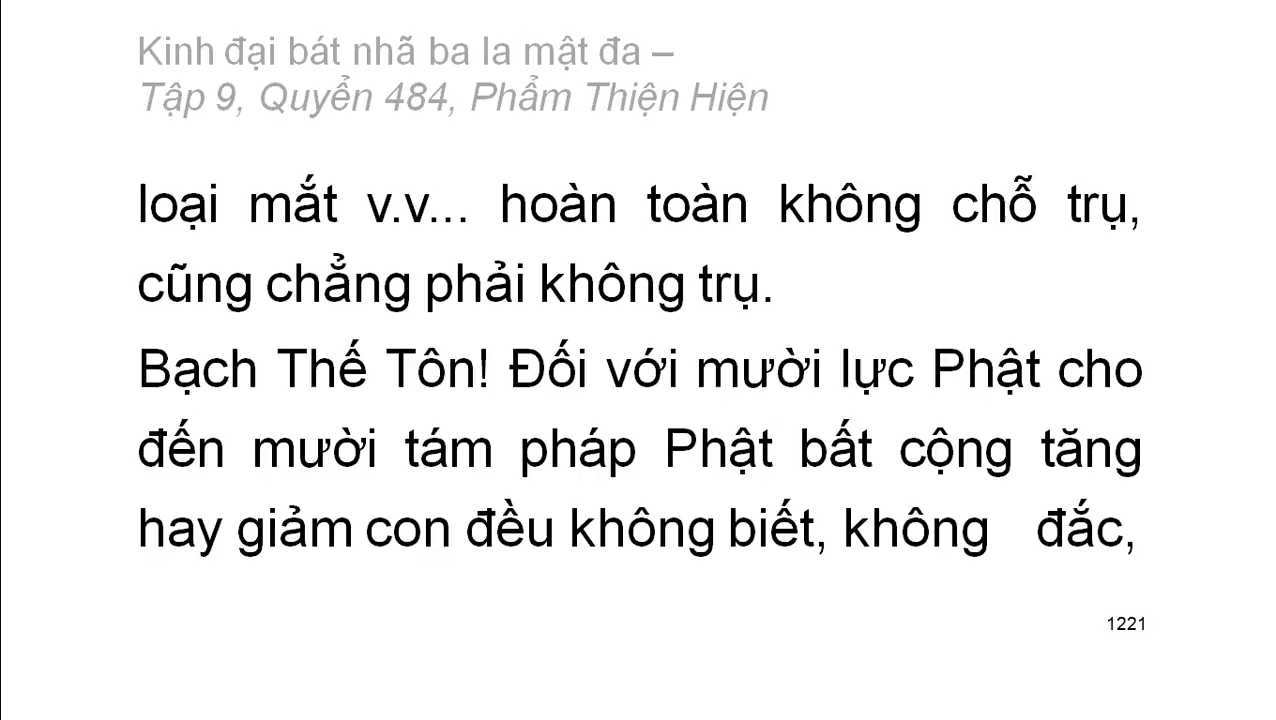 Kinh đại bát nhã ba la mật đa –
Tập 9, Quyển 484, Phẩm Thiện Hiện
loại mắt v.v... hoàn toàn không chỗ trụ,
cũng chẳng phải không trụ.
Bạch Thế Tôn! Đối với mười lực Phật cho
đến mười tám pháp Phật bất cộng tăng
hay giảm con đều không biết, không đắc,
1221